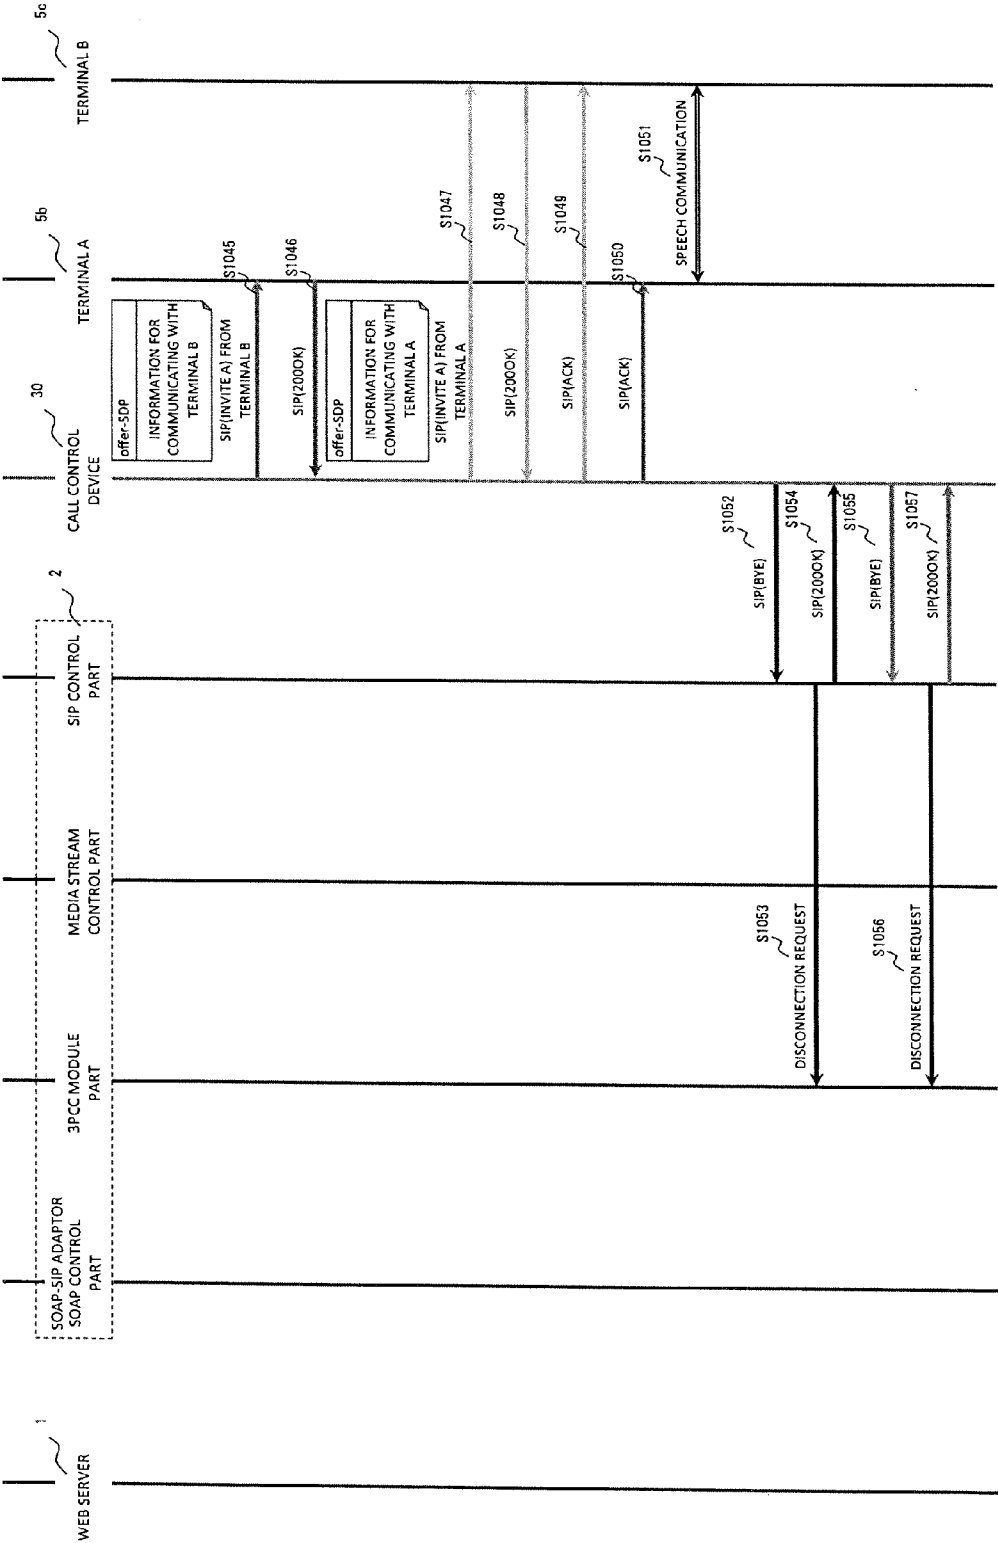 WEB SERVER
1
SOAP-SIP ADAPTOR
SOAP CONTROL
PART
3PCC MODULE
PART
MEDIA STREAM
CONTROL PART
SIP CONTROL
PART
2
CALL CONTROL
DEVICE
30
TERMINAL A
5b
TERMINAL B
5c
offer-SDP
INFORMATION FOR
COMMUNICATING WITH
TERMINAL B
SIP(INVITE A) FROM
TERMINAL B
S1045
SIP(200OK)
S1046
offer-SDP
INFORMATION FOR
COMMUNICATING WITH
TERMINAL A
SIP(INVITE A) FROM
TERMINAL A
S1047
SIP(200OK)
S1048
SIP(ACK)
S1049
SIP(ACK)
S1050
SPEECH COMMUNICATION
S1051
SIP(BYE)
S1052
DISCONNECTION REQUEST
S1053
SIP(200OK)
S1054
SIP(BYE)
S1055
DISCONNECTION REQUEST
S1056
SIP(200OK)
S1057